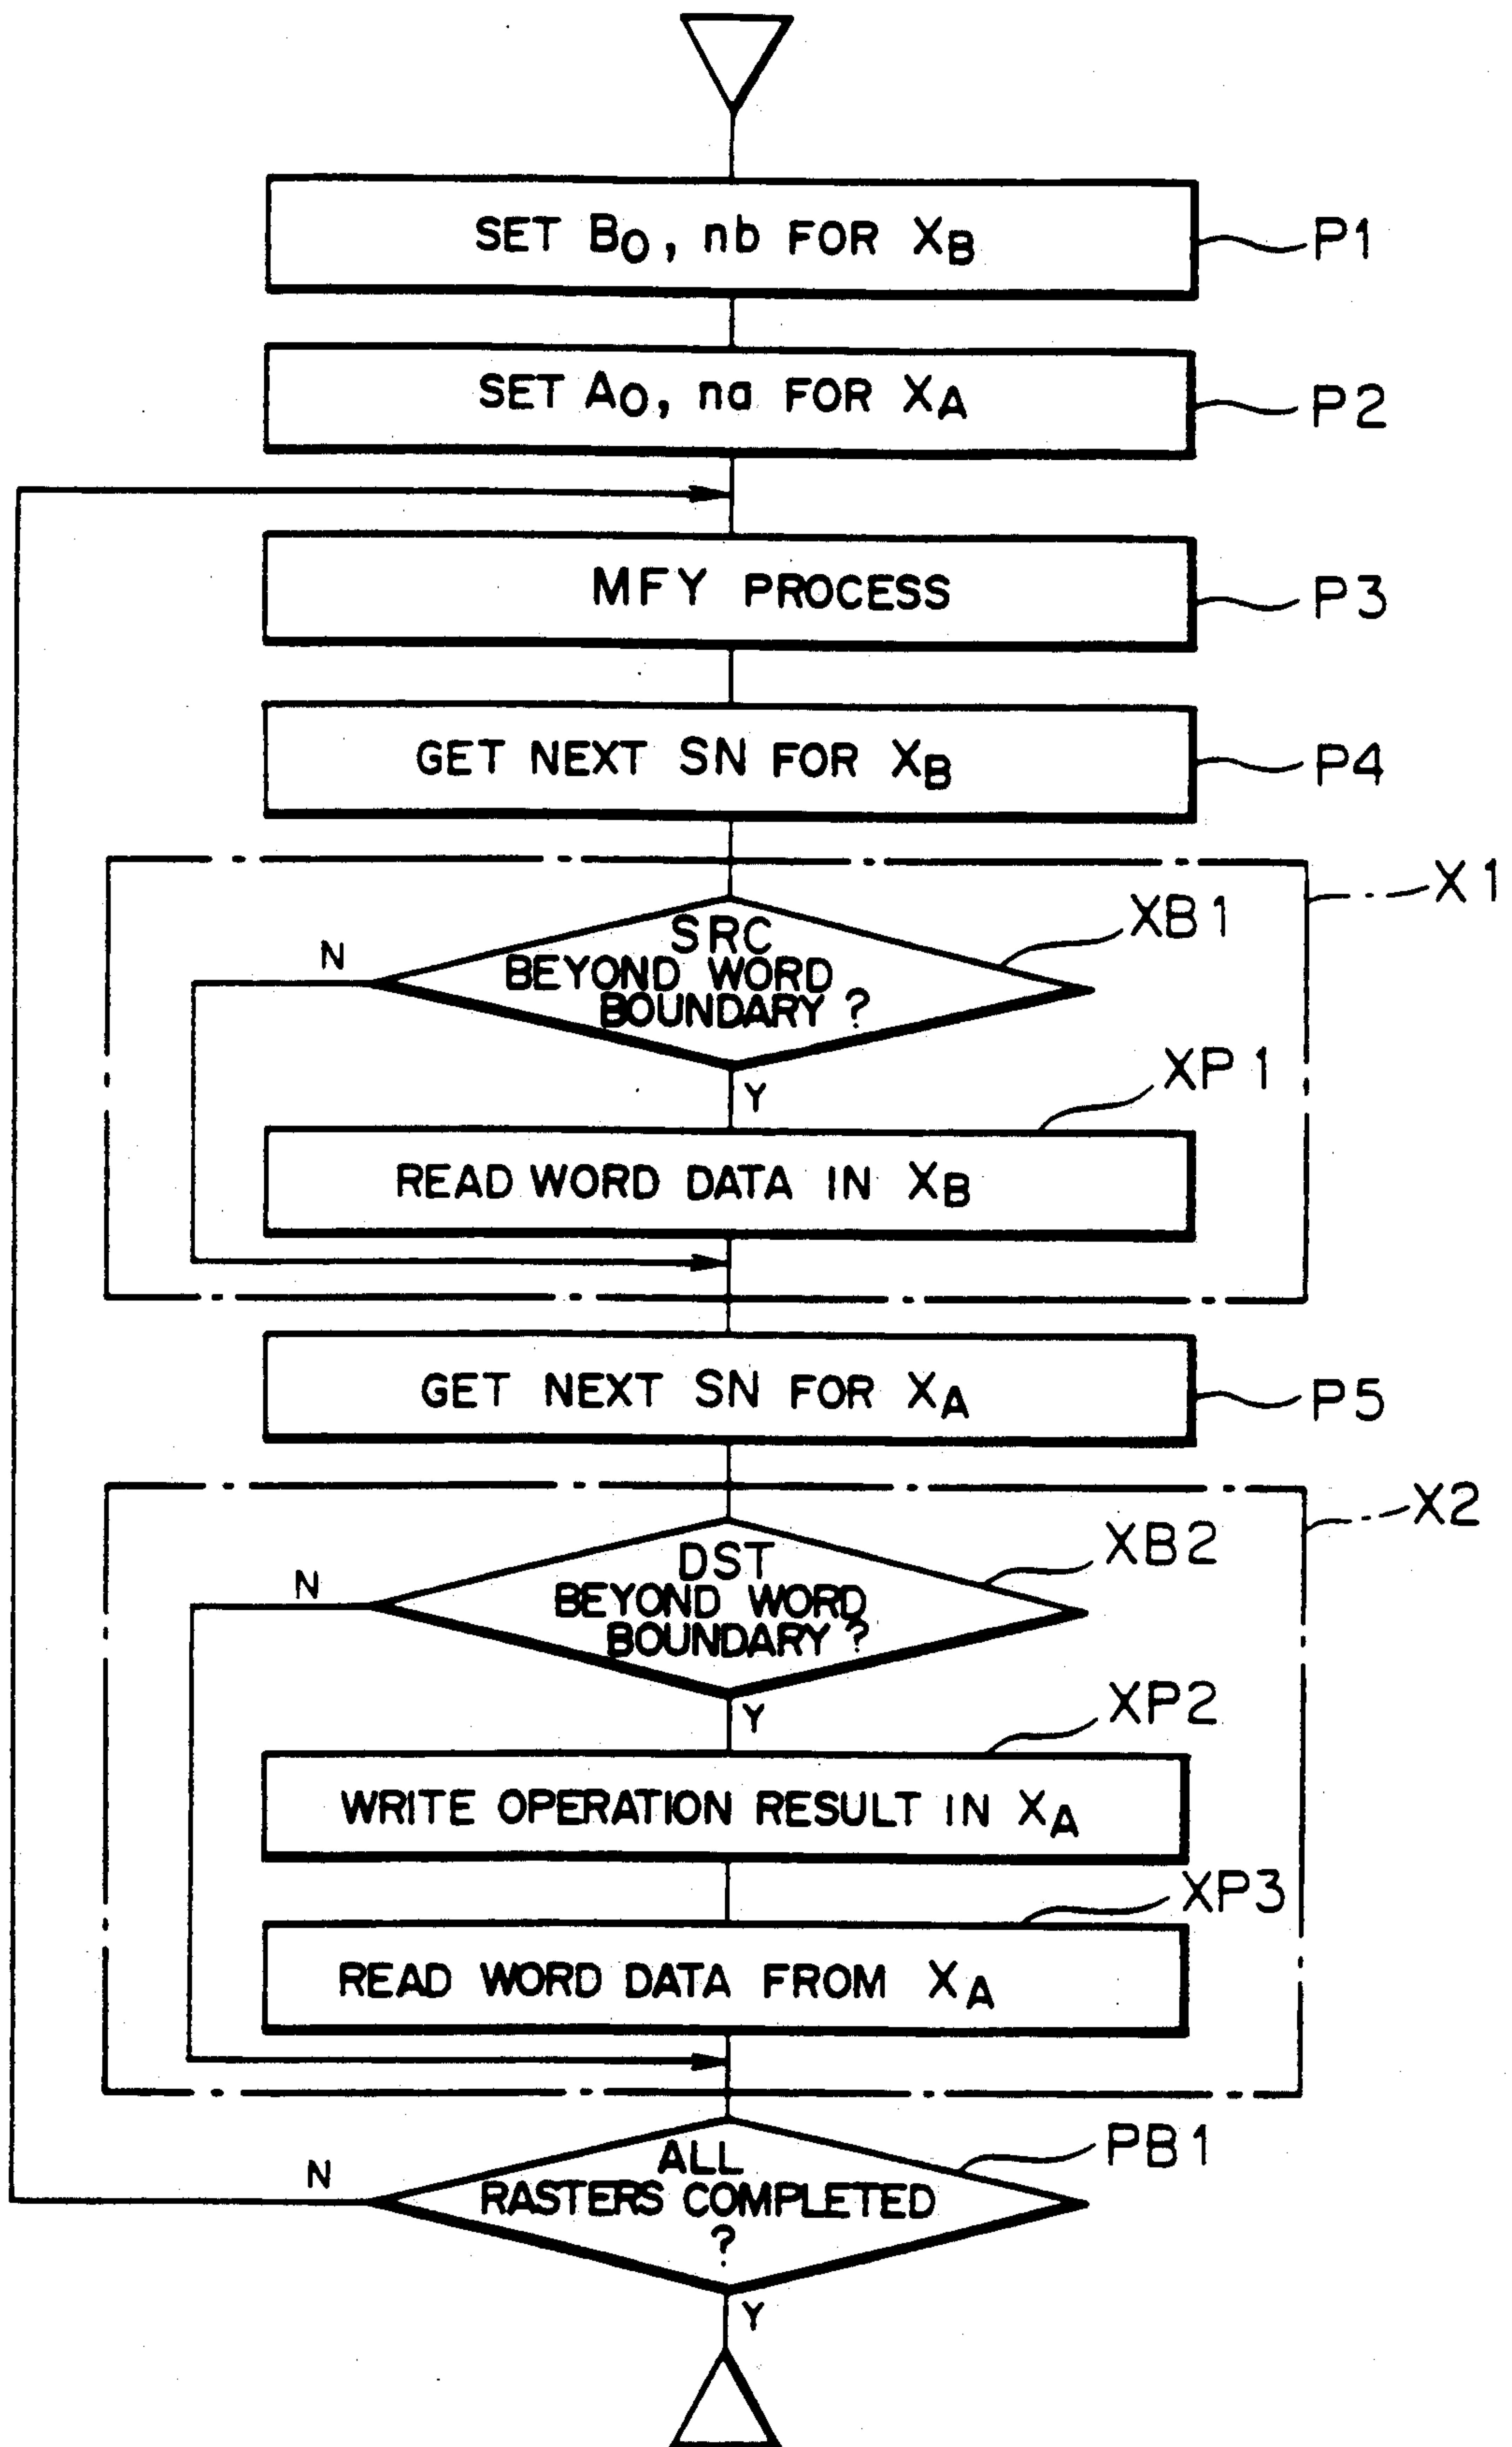 SET B0, nb FOR XB
P1
SET A0, na FOR XA
P2
MFY PROCESS
P3
GET NEXT SN FOR XB
P4
X1
XB1
N
SRC
BEYOND WORD
BOUNDARY ?
Y
XP1
READ WORD DATA IN XB
GET NEXT SN FOR XA
P5
X2
XB2
N
DST
BEYOND WORD
BOUNDARY ?
Y
XP2
WRITE OPERATION RESULT IN XA
XP3
READ WORD DATA FROM XA
PB1
N
ALL
RASTERS COMPLETED
?
Y